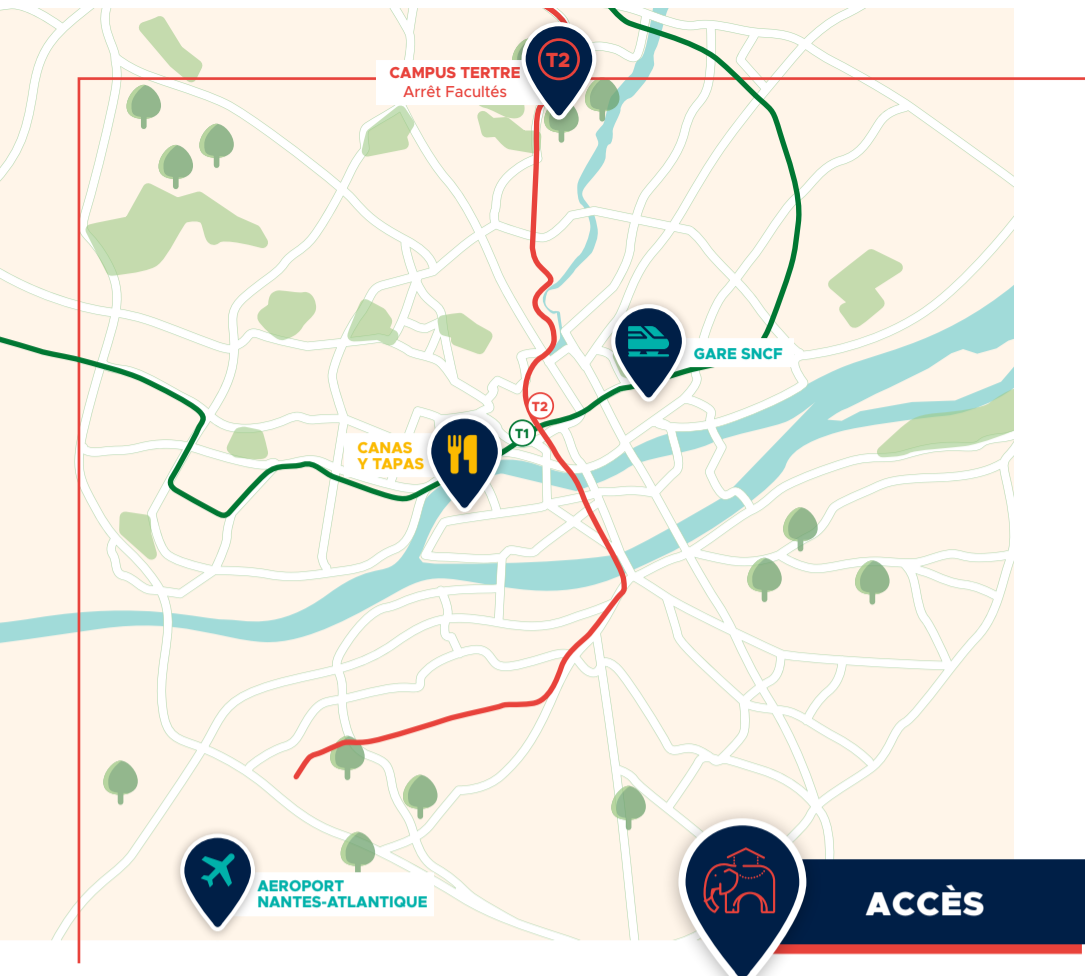 T2
CAMPUS TERTRE
Arrêt Facultés
GARE SNCF
T2
T1
CANAS
Y TAPAS
AEROPORT
NANTES-ATLANTIQUE
ACCÈS